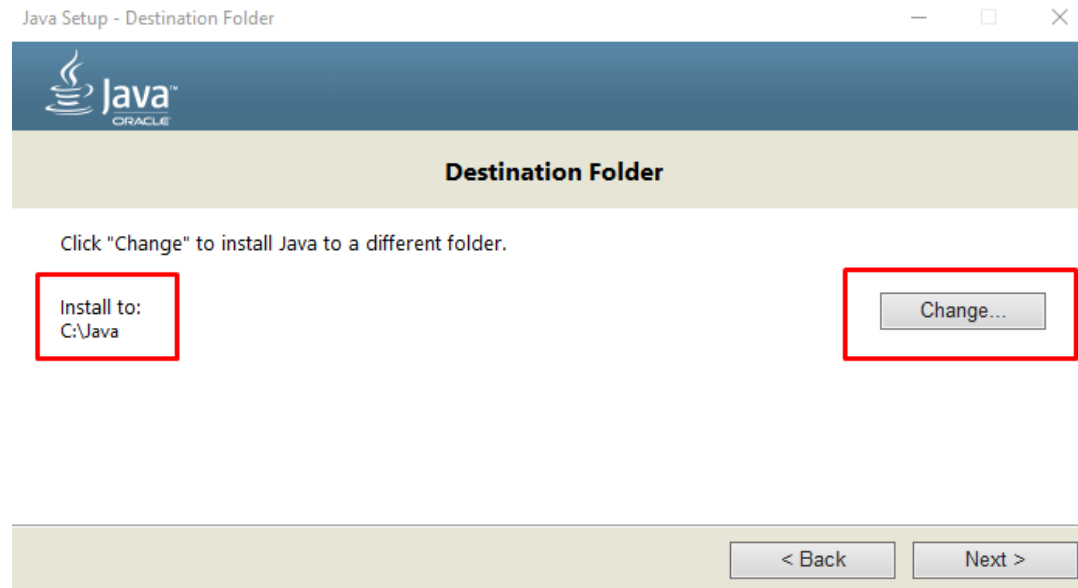 Java Setup - Destination Folder
Java™
ORACLE
Destination Folder
Click "Change" to install Java to a different folder.
Install to:
C:\Java
Change...
< Back
Next >